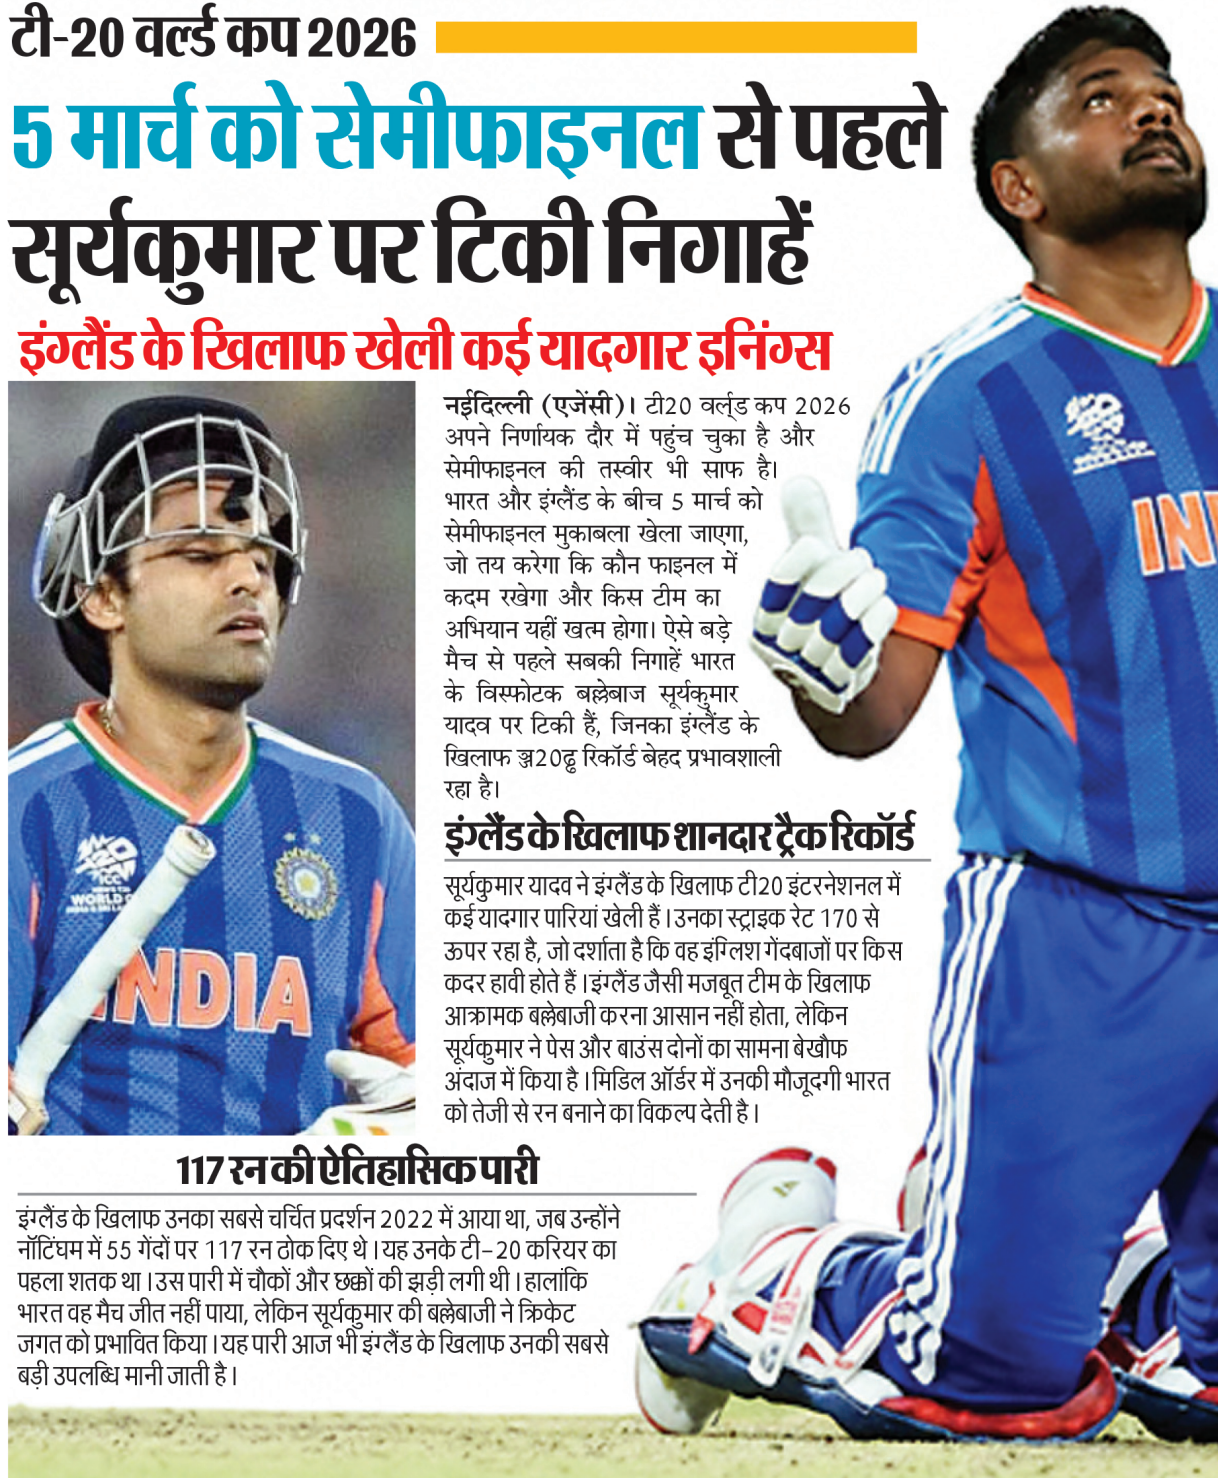 टी-20 वर्ल्ड कप 2026
5 मार्च को सेमीफाइनल से पहले
सूर्यकुमार पर टिकी निगाहें
इंग्लैंड के खिलाफ खेली कई यादगार इनिंग्स
नईदिल्ली (एजेंसी)। टी20 वर्ल्ड कप 2026
अपने निर्णायक दौर में पहुंच चुका है और
सेमीफाइनल की तस्वीर भी साफ है।
भारत और इंग्लैंड के बीच 5 मार्च को
सेमीफाइनल मुकाबला खेला जाएगा,
जो तय करेगा कि कौन फाइनल में
कदम रखेगा और किस टीम का
अभियान यहीं खत्म होगा। ऐसे बड़े
मैच से पहले सबकी निगाहें भारत
के विस्फोटक बल्लेबाज सूर्यकुमार
यादव पर टिकी हैं, जिनका इंग्लैंड के
खिलाफ ञ्ज20ढ्ढ रिकॉर्ड बेहद प्रभावशाली
रहा है।
इंग्लैंड के खिलाफ शानदार ट्रैक रिकॉर्ड
सूर्यकुमार यादव ने इंग्लैंड के खिलाफ टी20 इंटरनेशनल में
कई यादगार पारियां खेली हैं। उनका स्ट्राइक रेट 170 से
ऊपर रहा है, जो दर्शाता है कि वह इंग्लिश गेंदबाजों पर किस
कदर हावी होते हैं। इंग्लैंड जैसी मजबूत टीम के खिलाफ
आक्रामक बल्लेबाजी करना आसान नहीं होता, लेकिन
सूर्यकुमार ने पेस और बाउंस दोनों का सामना बेखौफ
अंदाज में किया है। मिडिल ऑर्डर में उनकी मौजूदगी भारत
को तेजी से रन बनाने का विकल्प देती है।
117 रन की ऐतिहासिक पारी
इंग्लैंड के खिलाफ उनका सबसे चर्चित प्रदर्शन 2022 में आया था, जब उन्होंने
नॉटिंघम में 55 गेंदों पर 117 रन ठोक दिए थे। यह उनके टी-20 करियर का
पहला शतक था। उस पारी में चौकों और छक्कों की झड़ी लगी थी। हालांकि
भारत वह मैच जीत नहीं पाया, लेकिन सूर्यकुमार की बल्लेबाजी ने क्रिकेट
जगत को प्रभावित किया। यह पारी आज भी इंग्लैंड के खिलाफ उनकी सबसे
बड़ी उपलब्धि मानी जाती है।
WORLD
INDIA
IN